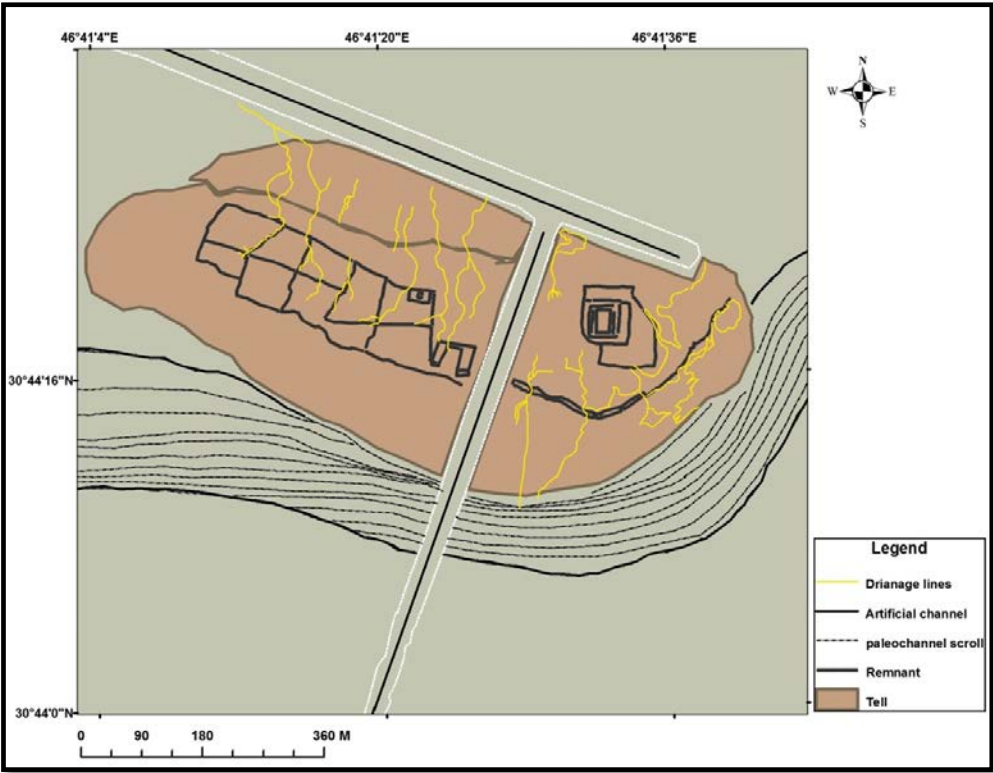 46°41'4"E 46°41'20"E 46°41'36"E
N
W E
S
30°44'16"N
30°44'0"N
0 90 180 360 M
Legend
Drianage lines
Artificial channel
paleochannel scroll
Remnant
Tell